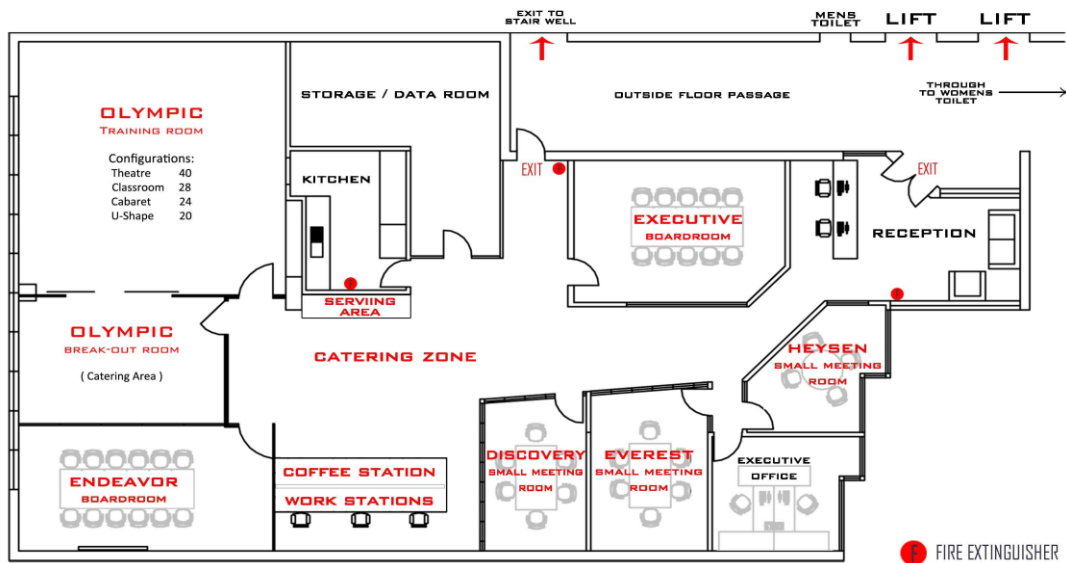 EXIT TO
STAIR WELL
MENS
TOILET
LIFT
LIFT
OLYMPIC
TRAINING ROOM
Configurations:
Theatre 40
Classroom 28
Cabaret 24
U-Shape 20
STORAGE / DATA ROOM
OUTSIDE FLOOR PASSAGE
THROUGH
TO WOMENS
TOILET
KITCHEN
EXIT
F
EXIT
EXECUTIVE
BOARDROOM
RECEPTION
F
F
SERVIING
AREA
OLYMPIC
BREAK-OUT ROOM
( Catering Area )
CATERING ZONE
HEYSEN
SMALL MEETING
ROOM
ENDEAVOR
BOARDROOM
COFFEE STATION
WORK STATIONS
DISCOVERY
SMALL MEETING
ROOM
EVEREST
SMALL MEETING
ROOM
EXECUTIVE
OFFICE
F FIRE EXTINGUISHER